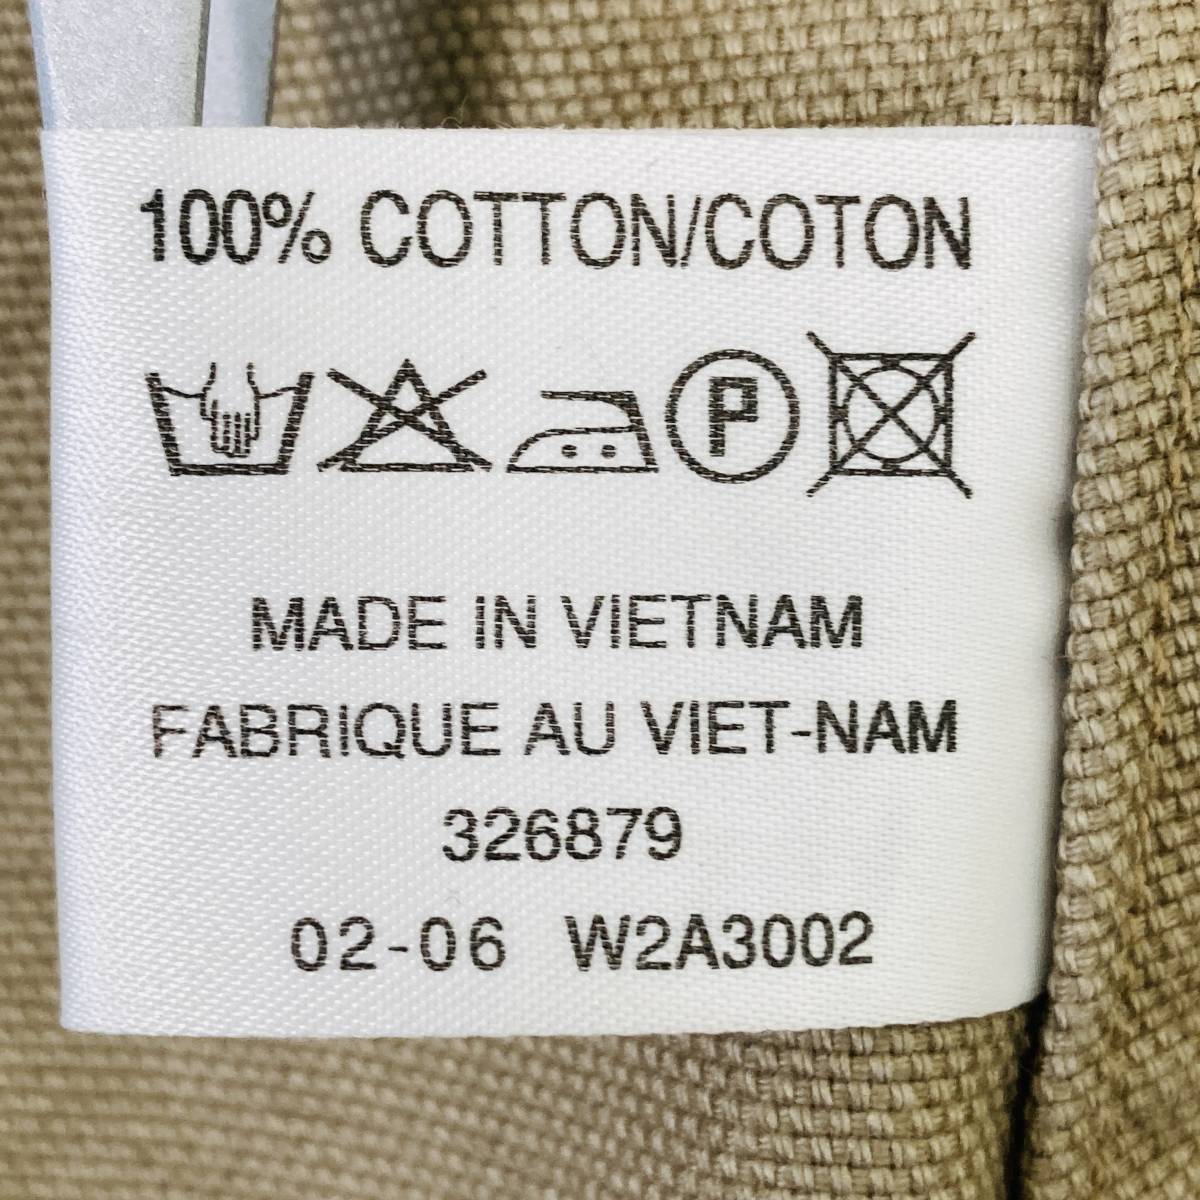 100% COTTON/COTON
P
MADE IN VIETNAM
FABRIQUE AU VIET-NAM
326879
02-06 W2A3002